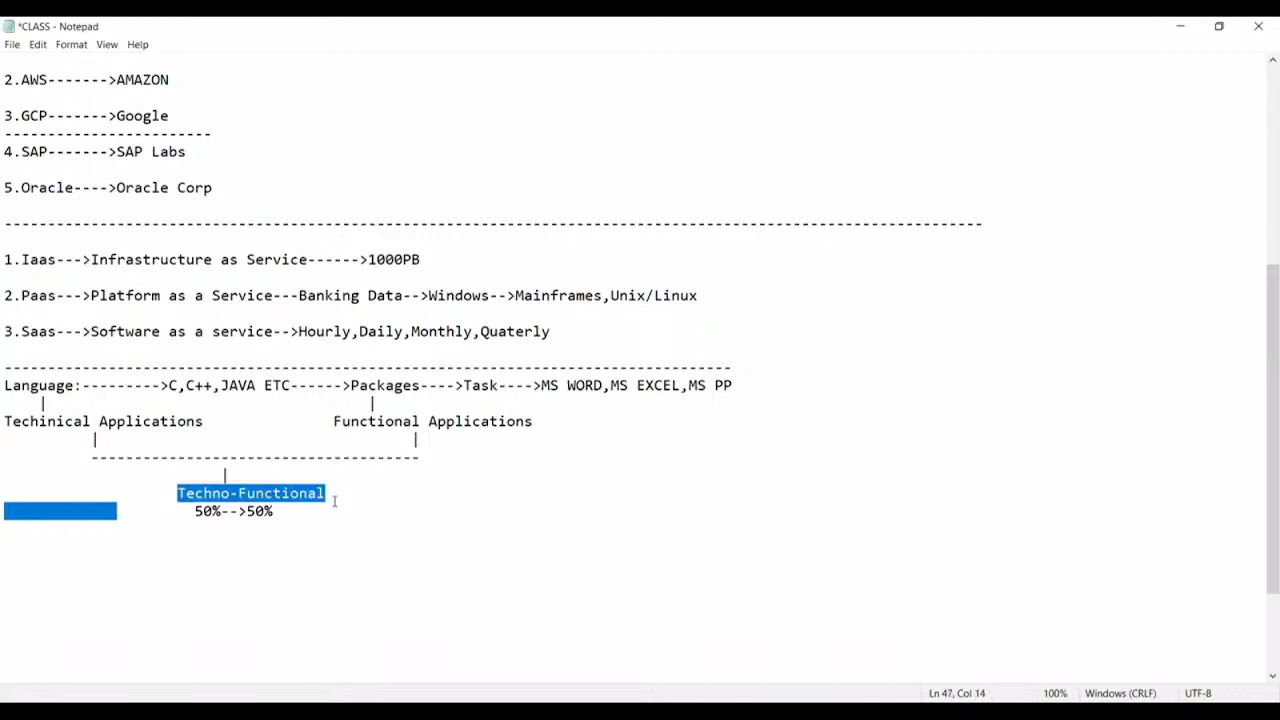 *CLASS - Notepad
File Edit Format View Help
2.AWS------->AMAZON
3.GCP------->Google
------------------------
4.SAP------->SAP Labs
5.Oracle---->Oracle Corp
-----------------------------------------------------------------------------------------------------------------
1.Iaas--->Infrastructure as Service------>1000PB
2.Paas--->Platform as a Service---Banking Data-->Windows-->Mainframes,Unix/Linux
3.Saas--->Software as a service-->Hourly,Daily,Monthly,Quaterly
------------------------------------------------------------------------------------
Language:--------->C,C++,JAVA ETC------>Packages---->Task---->MS WORD,MS EXCEL,MS PP
| |
Techinical Applications Functional Applications
| |
--------------------------------------
|
Techno-Functional
50%-->50%
Ln 47, Col 14 100% Windows (CRLF) UTF-8